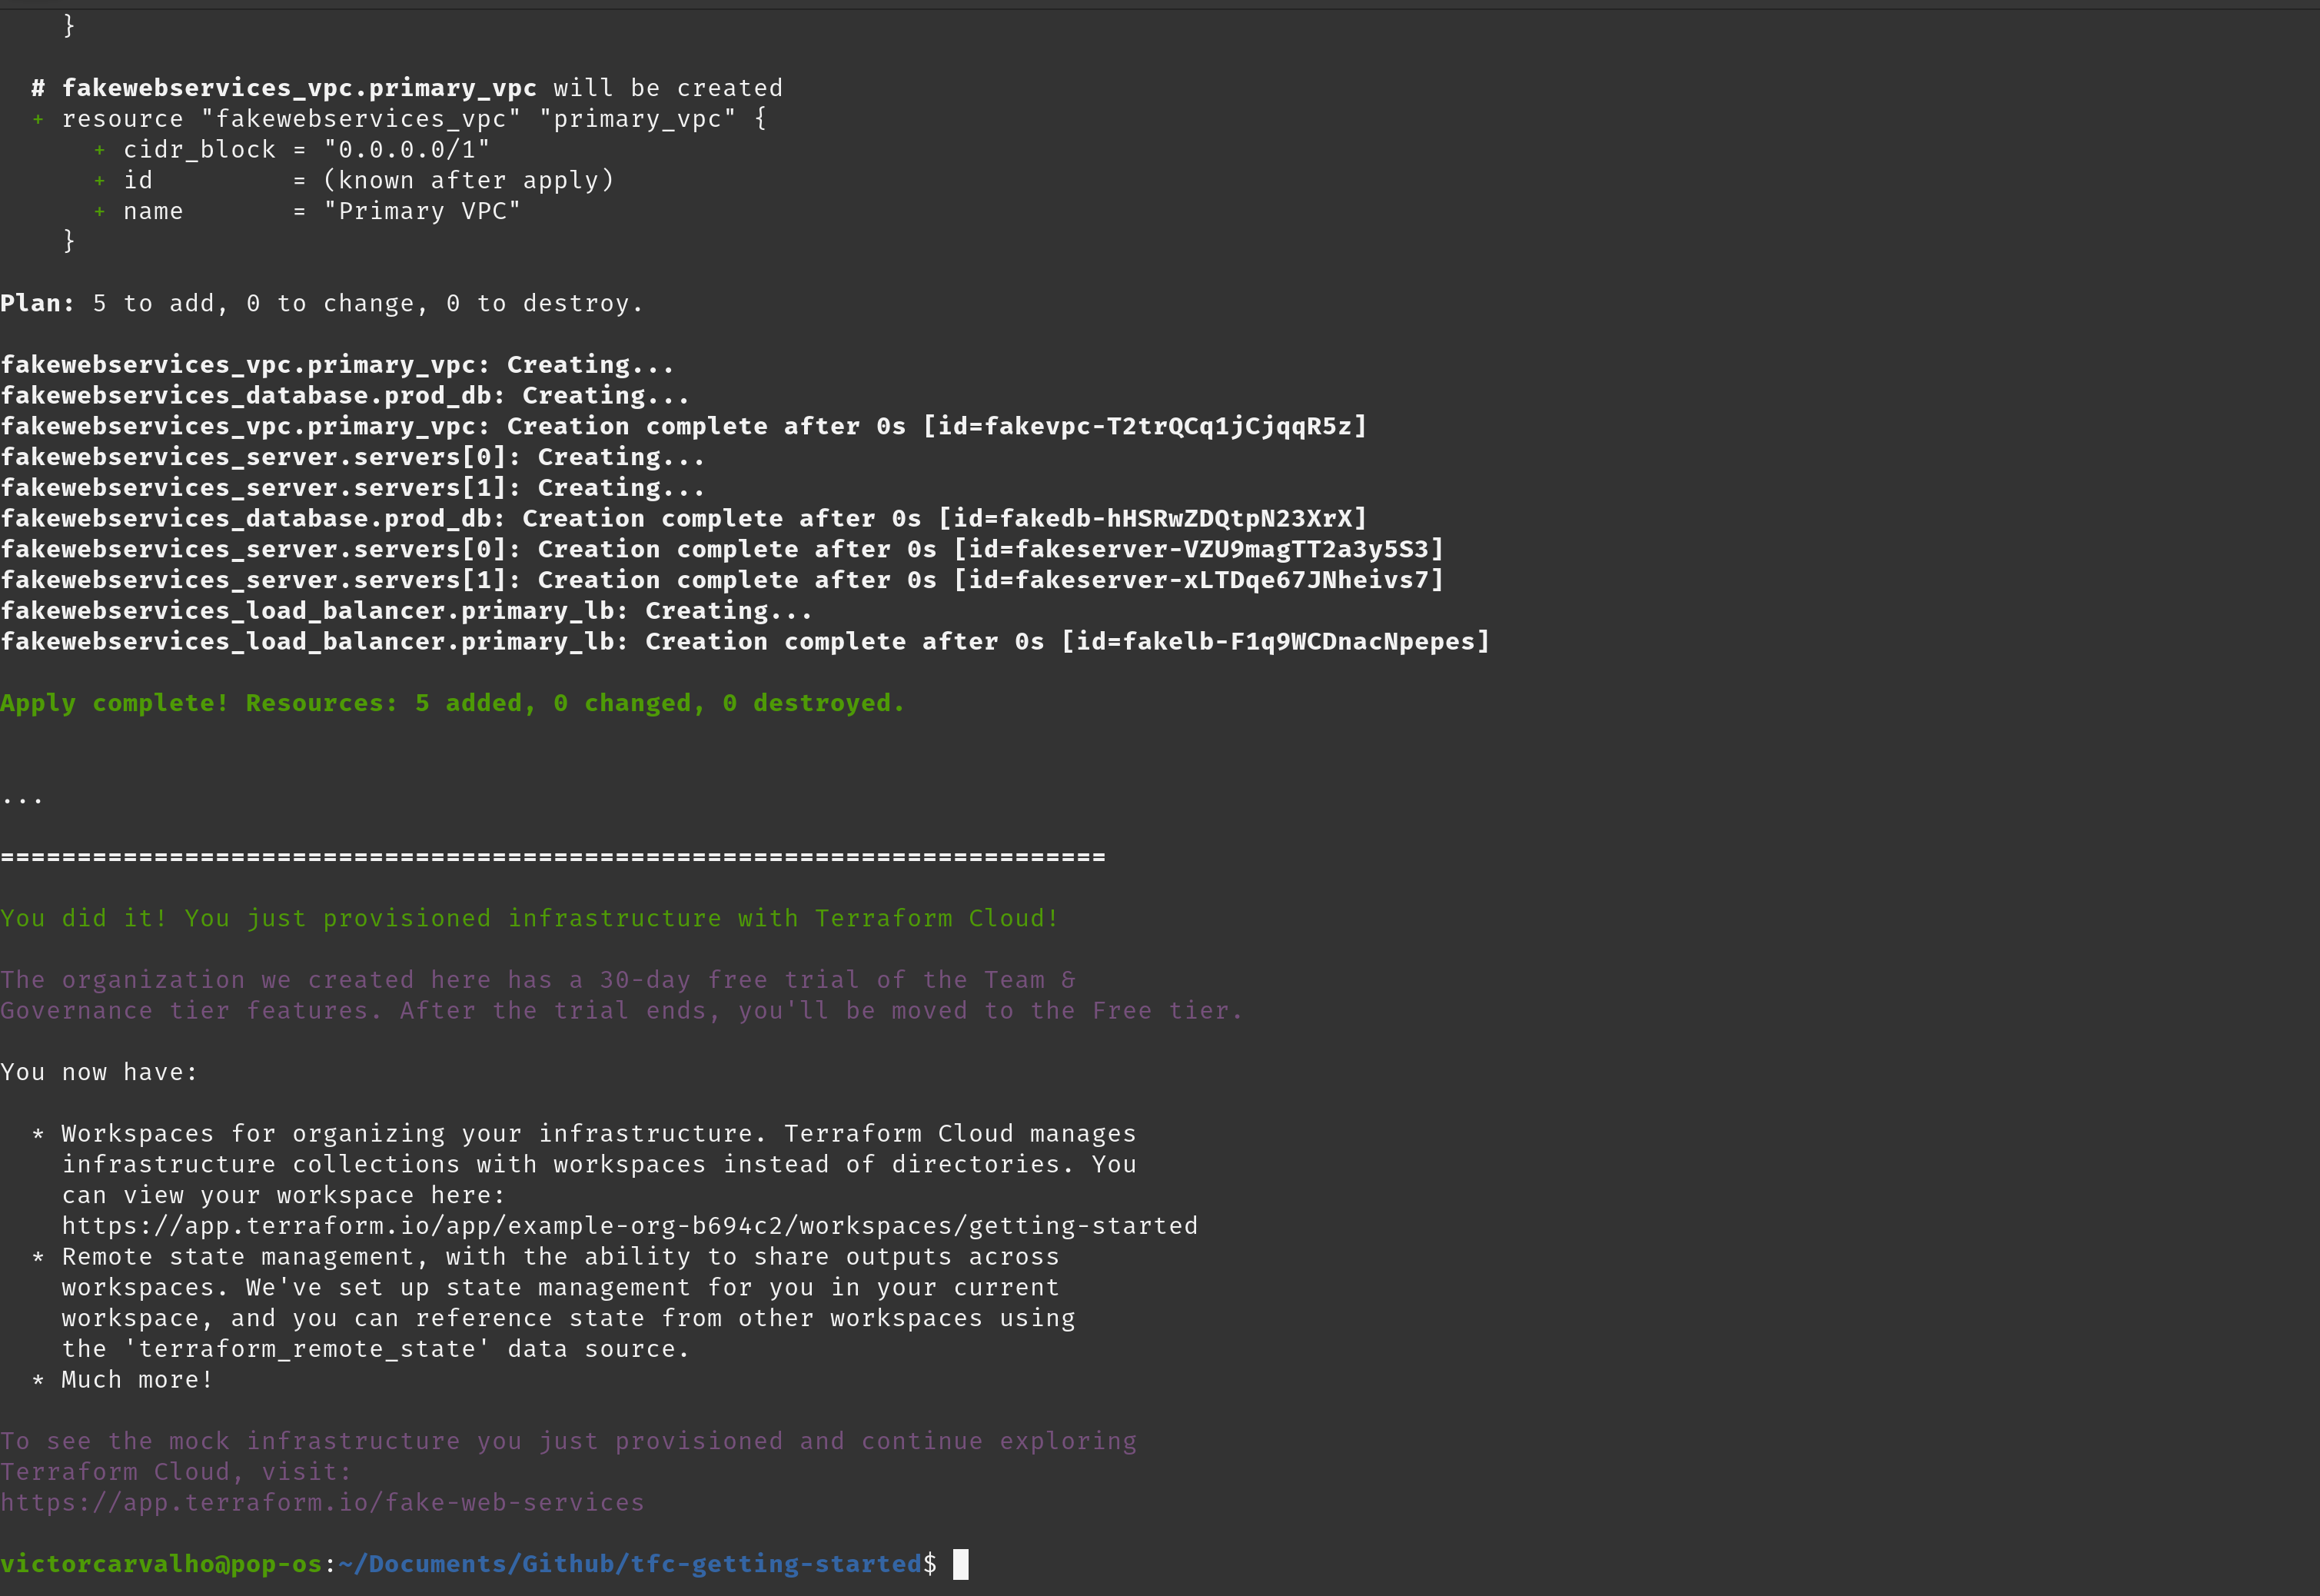 }

  # fakewebservices_vpc.primary_vpc will be created
  + resource "fakewebservices_vpc" "primary_vpc" {
      + cidr_block = "0.0.0.0/1"
      + id         = (known after apply)
      + name       = "Primary VPC"
    }

Plan: 5 to add, 0 to change, 0 to destroy.

fakewebservices_vpc.primary_vpc: Creating...
fakewebservices_database.prod_db: Creating...
fakewebservices_vpc.primary_vpc: Creation complete after 0s [id=fakevpc-T2trQCq1jCjqqR5z]
fakewebservices_server.servers[0]: Creating...
fakewebservices_server.servers[1]: Creating...
fakewebservices_database.prod_db: Creation complete after 0s [id=fakedb-hHSRwZDQtpN23XrX]
fakewebservices_server.servers[0]: Creation complete after 0s [id=fakeserver-VZU9magTT2a3y5S3]
fakewebservices_server.servers[1]: Creation complete after 0s [id=fakeserver-xLTDqe67JNheivs7]
fakewebservices_load_balancer.primary_lb: Creating...
fakewebservices_load_balancer.primary_lb: Creation complete after 0s [id=fakelb-F1q9WCDnacNpepes]

Apply complete! Resources: 5 added, 0 changed, 0 destroyed.


...

========================================================================

You did it! You just provisioned infrastructure with Terraform Cloud!

The organization we created here has a 30-day free trial of the Team &
Governance tier features. After the trial ends, you'll be moved to the Free tier.

You now have:

  * Workspaces for organizing your infrastructure. Terraform Cloud manages
    infrastructure collections with workspaces instead of directories. You
    can view your workspace here:
    https://app.terraform.io/app/example-org-b694c2/workspaces/getting-started
  * Remote state management, with the ability to share outputs across
    workspaces. We've set up state management for you in your current
    workspace, and you can reference state from other workspaces using
    the 'terraform_remote_state' data source.
  * Much more!

To see the mock infrastructure you just provisioned and continue exploring
Terraform Cloud, visit:
https://app.terraform.io/fake-web-services

victorcarvalho@pop-os:~/Documents/Github/tfc-getting-started$